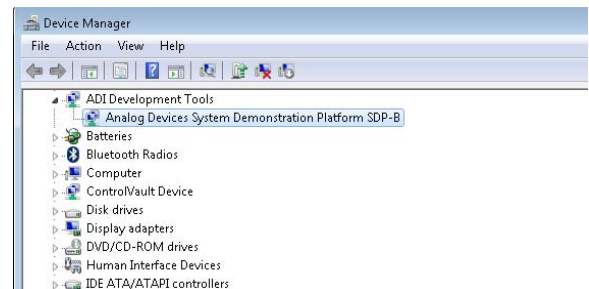 Device Manager
File Action View Help
ADI Development Tools
Analog Devices System Demonstration Platform SDP-B
Batteries
Bluetooth Radios
Computer
ControlVault Device
Disk drives
Display adapters
DVD/CD-ROM drives
Human Interface Devices
IDE ATA/ATAPI controllers